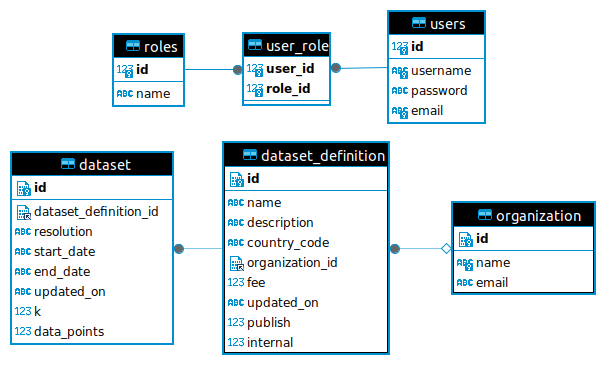 roles
123 id
ABC name
user_role
123 user_id
123 role_id
users
123 id
ABC username
ABC password
ABC email
dataset
id
dataset_definition_id
ABC resolution
ABC start_date
ABC end_date
ABC updated_on
123 k
123 data_points
dataset_definition
id
ABC name
ABC description
ABC country_code
organization_id
123 fee
ABC updated_on
123 publish
123 internal
organization
id
ABC name
ABC email